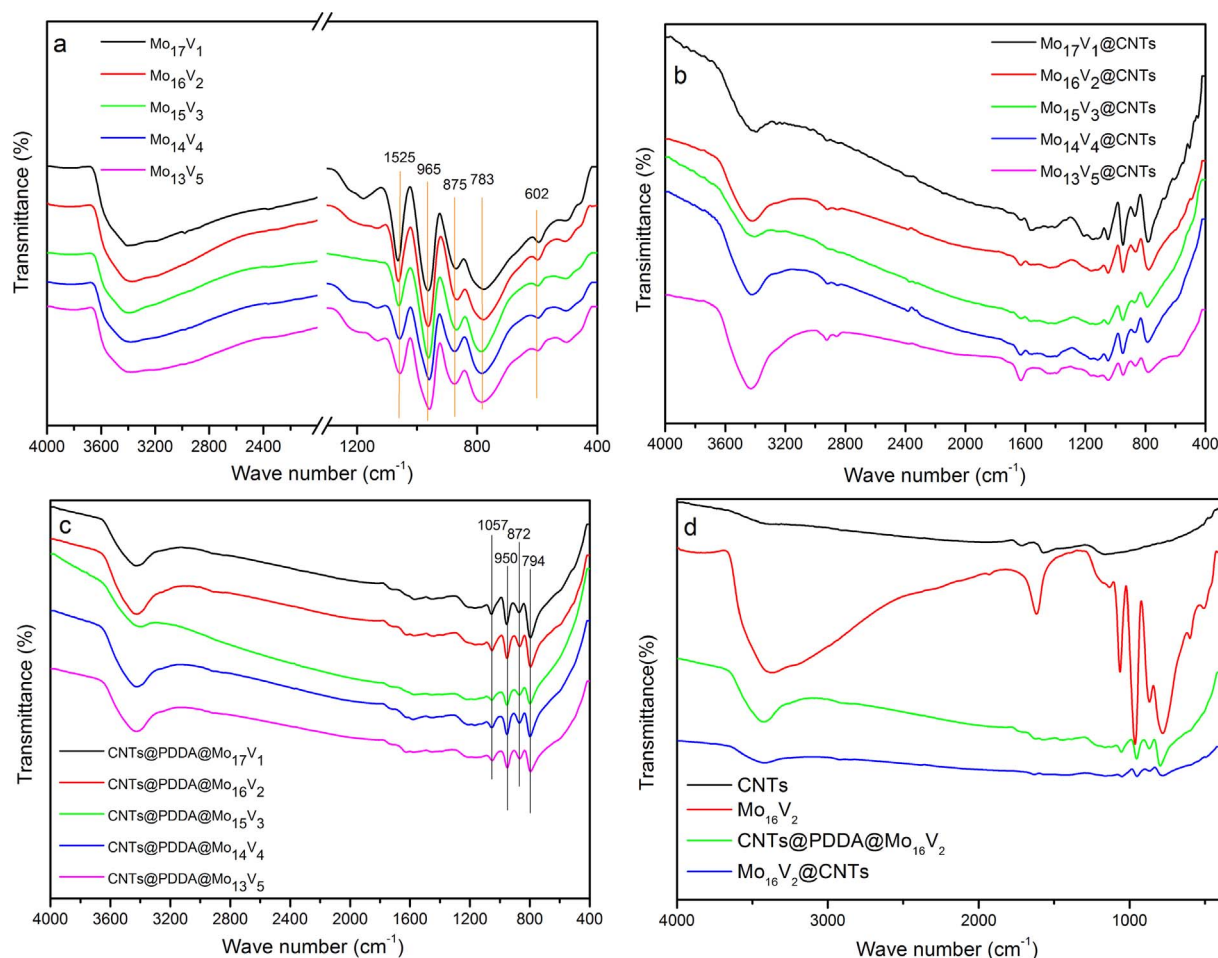 a
Mo₁₇V₁
Mo₁₆V₂
Mo₁₅V₃
Mo₁₄V₄
Mo₁₃V₅
1525
965
875
783
602
Transmittance (%)
4000 3600 3200 2800 2400 1200 800 400
Wave number (cm⁻¹)
b
Mo₁₇V₁@CNTs
Mo₁₆V₂@CNTs
Mo₁₅V₃@CNTs
Mo₁₄V₄@CNTs
Mo₁₃V₅@CNTs
Transimittance (%)
4000 3600 3200 2800 2400 2000 1600 1200 800 400
Wave number (cm⁻¹)
c
1057 872
950 794
CNTs@PDDA@Mo₁₇V₁
CNTs@PDDA@Mo₁₆V₂
CNTs@PDDA@Mo₁₅V₃
CNTs@PDDA@Mo₁₄V₄
CNTs@PDDA@Mo₁₃V₅
Transmittance (%)
4000 3600 3200 2800 2400 2000 1600 1200 800 400
Wave number (cm⁻¹)
d
CNTs
Mo₁₆V₂
CNTs@PDDA@Mo₁₆V₂
Mo₁₆V₂@CNTs
Transmittance(%)
4000 3000 2000 1000
Wave number (cm⁻¹)